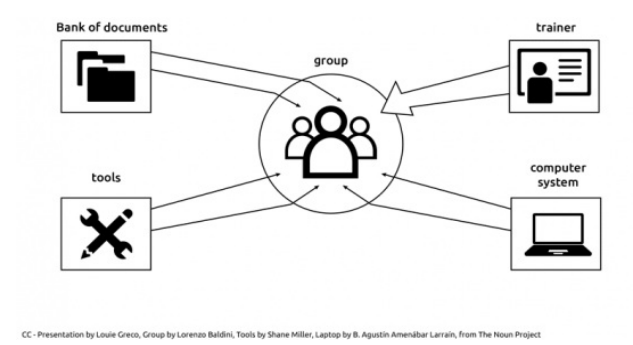 Bank of documents
trainer
group
tools
computer
system
CC - Presentation by Louie Greco, Group by Lorenzo Baldini, Tools by Shane Miller, Laptop by B. Agustín Amenábar Larraín, from The Noun Project